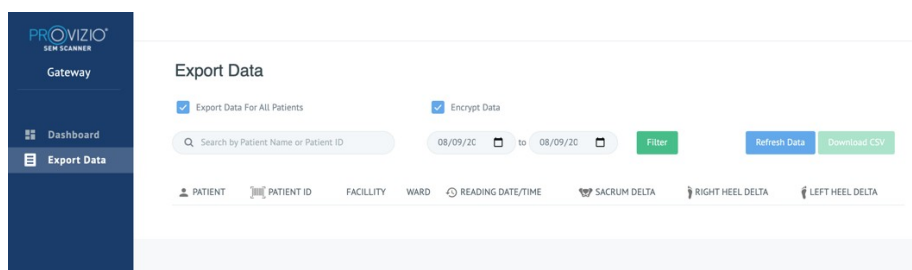 PROVIZIO®
SEM SCANNER
Gateway
Dashboard
Export Data
Export Data
Export Data For All Patients
Encrypt Data
Search by Patient Name or Patient ID
08/09/20 to 08/09/20
Filter
Refresh Data
Download CSV
PATIENT PATIENT ID FACILLITY WARD READING DATE/TIME SACRUM DELTA RIGHT HEEL DELTA LEFT HEEL DELTA